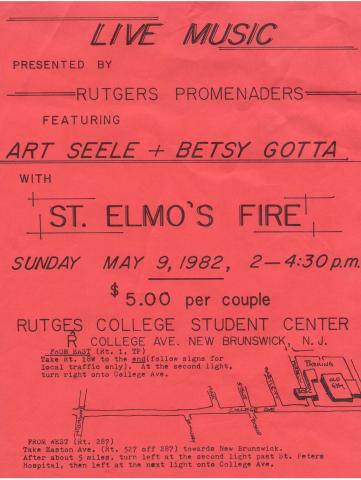 LIVE MUSIC
PRESENTED BY
RUTGERS PROMENADERS
FEATURING
ART SEELE + BETSY GOTTA
WITH
ST. ELMO'S FIRE
SUNDAY MAY 9, 1982, 2-4:30 p.m.
$5.00 per couple
RUTGES COLLEGE STUDENT CENTER
R COLLEGE AVE. NEW BRUNSWICK, N. J.
FROM EAST (Rt. 1, TP)
Take Rt. 18W to the end(follow signs for
local traffic only). At the second light,
turn right onto College Ave.
PARKING
OLD
GYM
COLLEGE AVE
FROM WEST (Rt. 287)
Take Easton Ave. (Rt. 527 off 287) towards New Brunswick.
After about 5 miles, turn left at the second light past St. Peters
Hospital, then left at the next light onto College Ave.